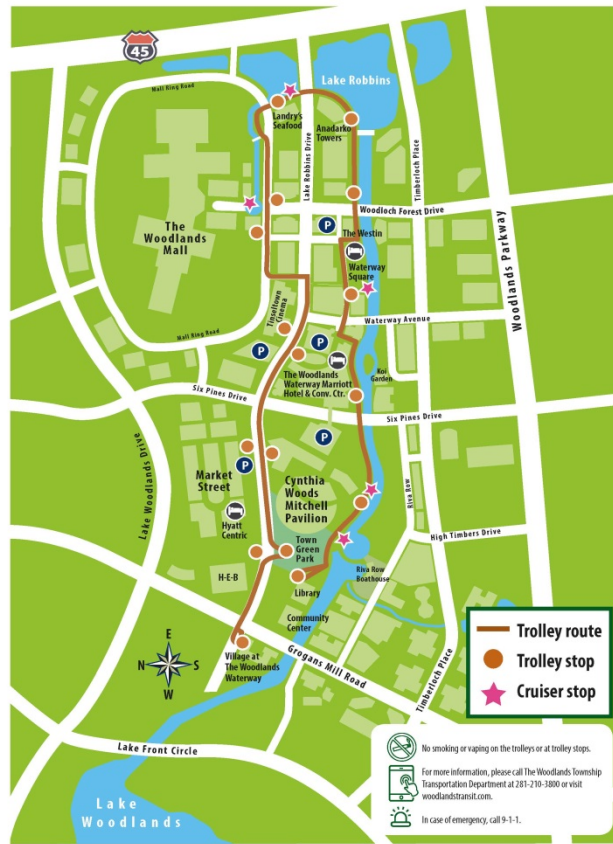 45
Mall Ring Road
Lake Robbins
Landry's
Seafood
Anadarko
Towers
Lake Robbins Drive
Timberloch Place
The
Woodlands
Mall
Woodloch Forest Drive
P
The Westin
Waterway
Square
Woodlands Parkway
Tinseltown
Cinema
Waterway Avenue
Mall Ring Road
P
P
The Woodlands
Waterway Marriott
Hotel & Conv. Ctr.
Koi
Garden
Six Pines Drive
Six Pines Drive
P
Lake Woodlands Drive
Market
Street
P
Cynthia
Woods
Mitchell
Pavilion
Riva Row
Hyatt
Centric
Town
Green
Park
High Timbers Drive
H-E-B
Library
Riva Row
Boathouse
Community
Center
Village at
The Woodlands
Waterway
Grogans Mill Road
Timberloch Place
E
N S
W
Lake Front Circle
Lake
Woodlands
Trolley route
Trolley stop
Cruiser stop
No smoking or vaping on the trolleys or at trolley stops.
For more information, please call The Woodlands Township
Transportation Department at 281-210-3800 or visit
woodlandstransit.com.
In case of emergency, call 9-1-1.